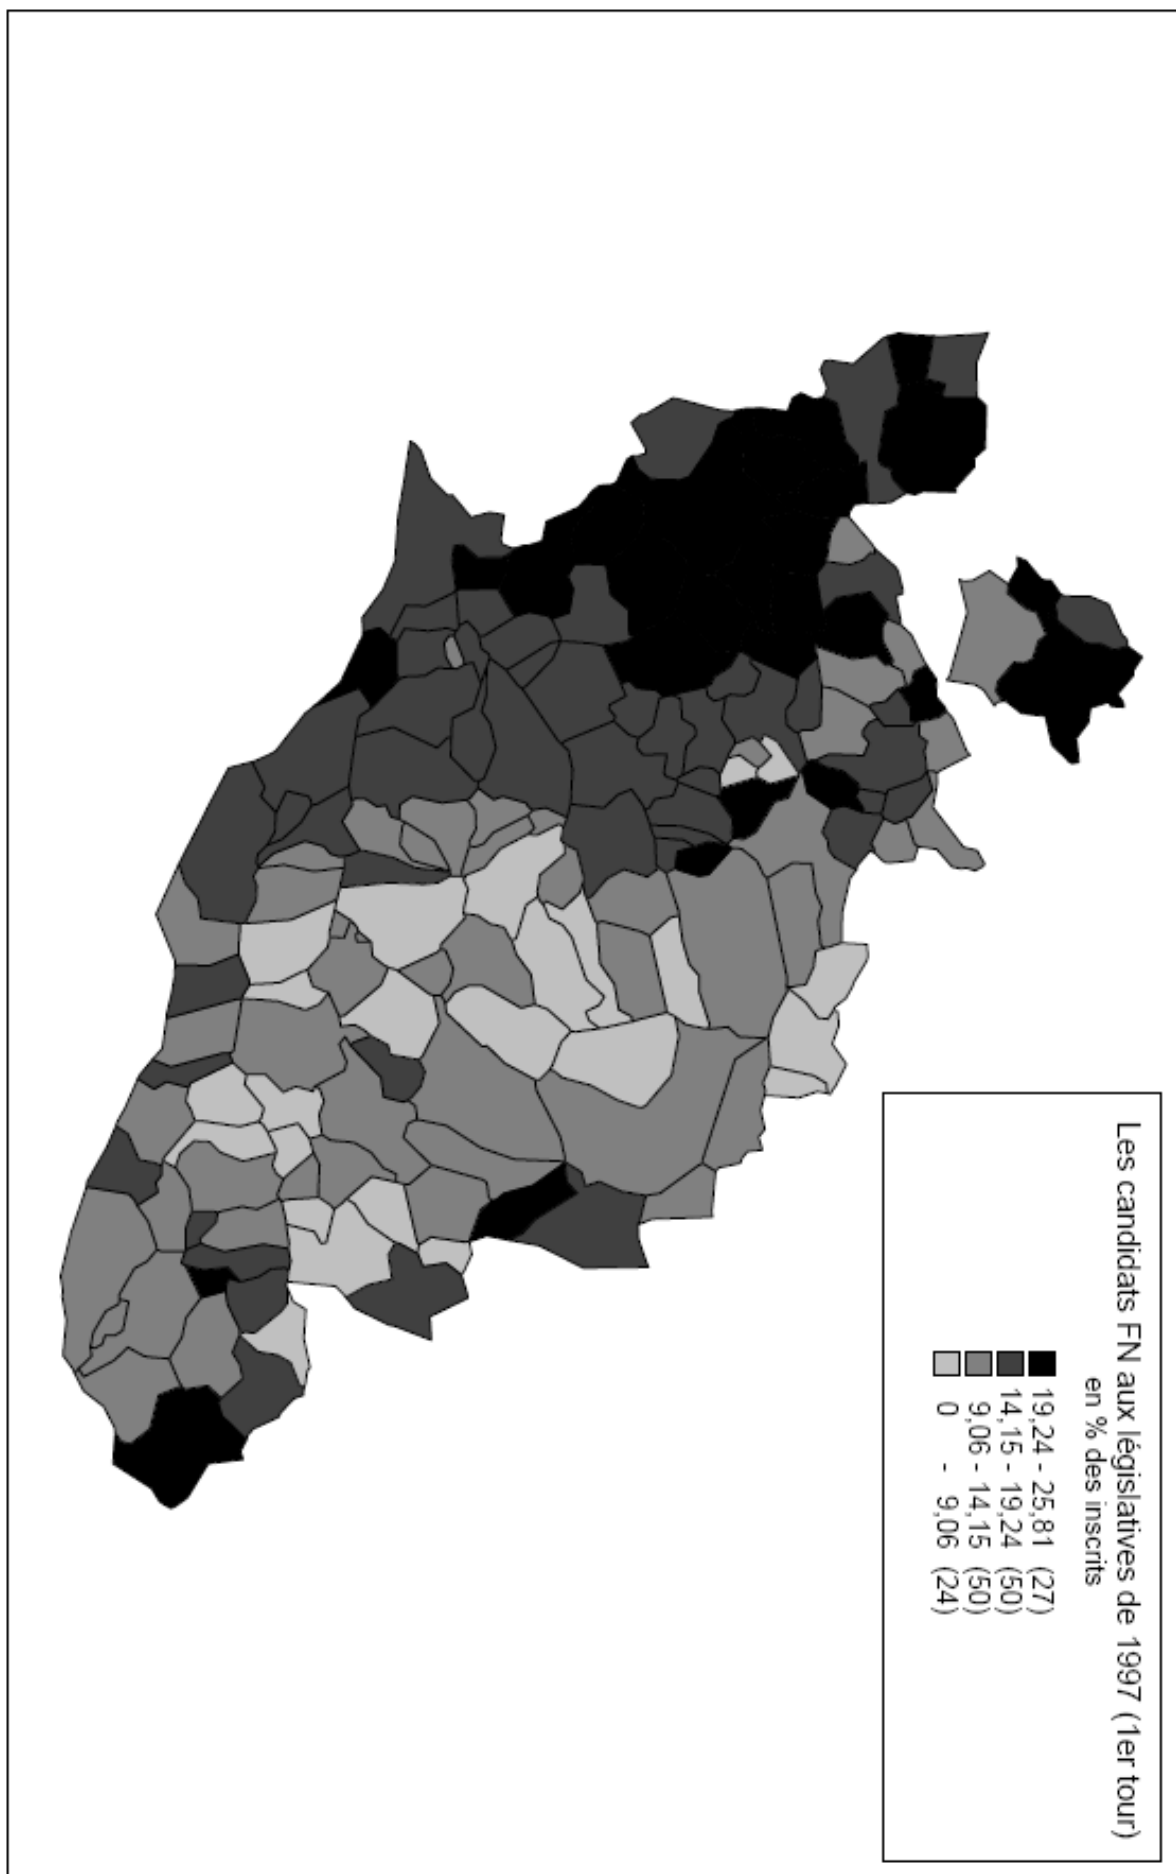 Les candidats FN aux législatives de 1997 (1er tour)
en % des inscrits
19,24 - 25,81 (27)
14,15 - 19,24 (50)
9,06 - 14,15 (50)
0 - 9,06 (24)